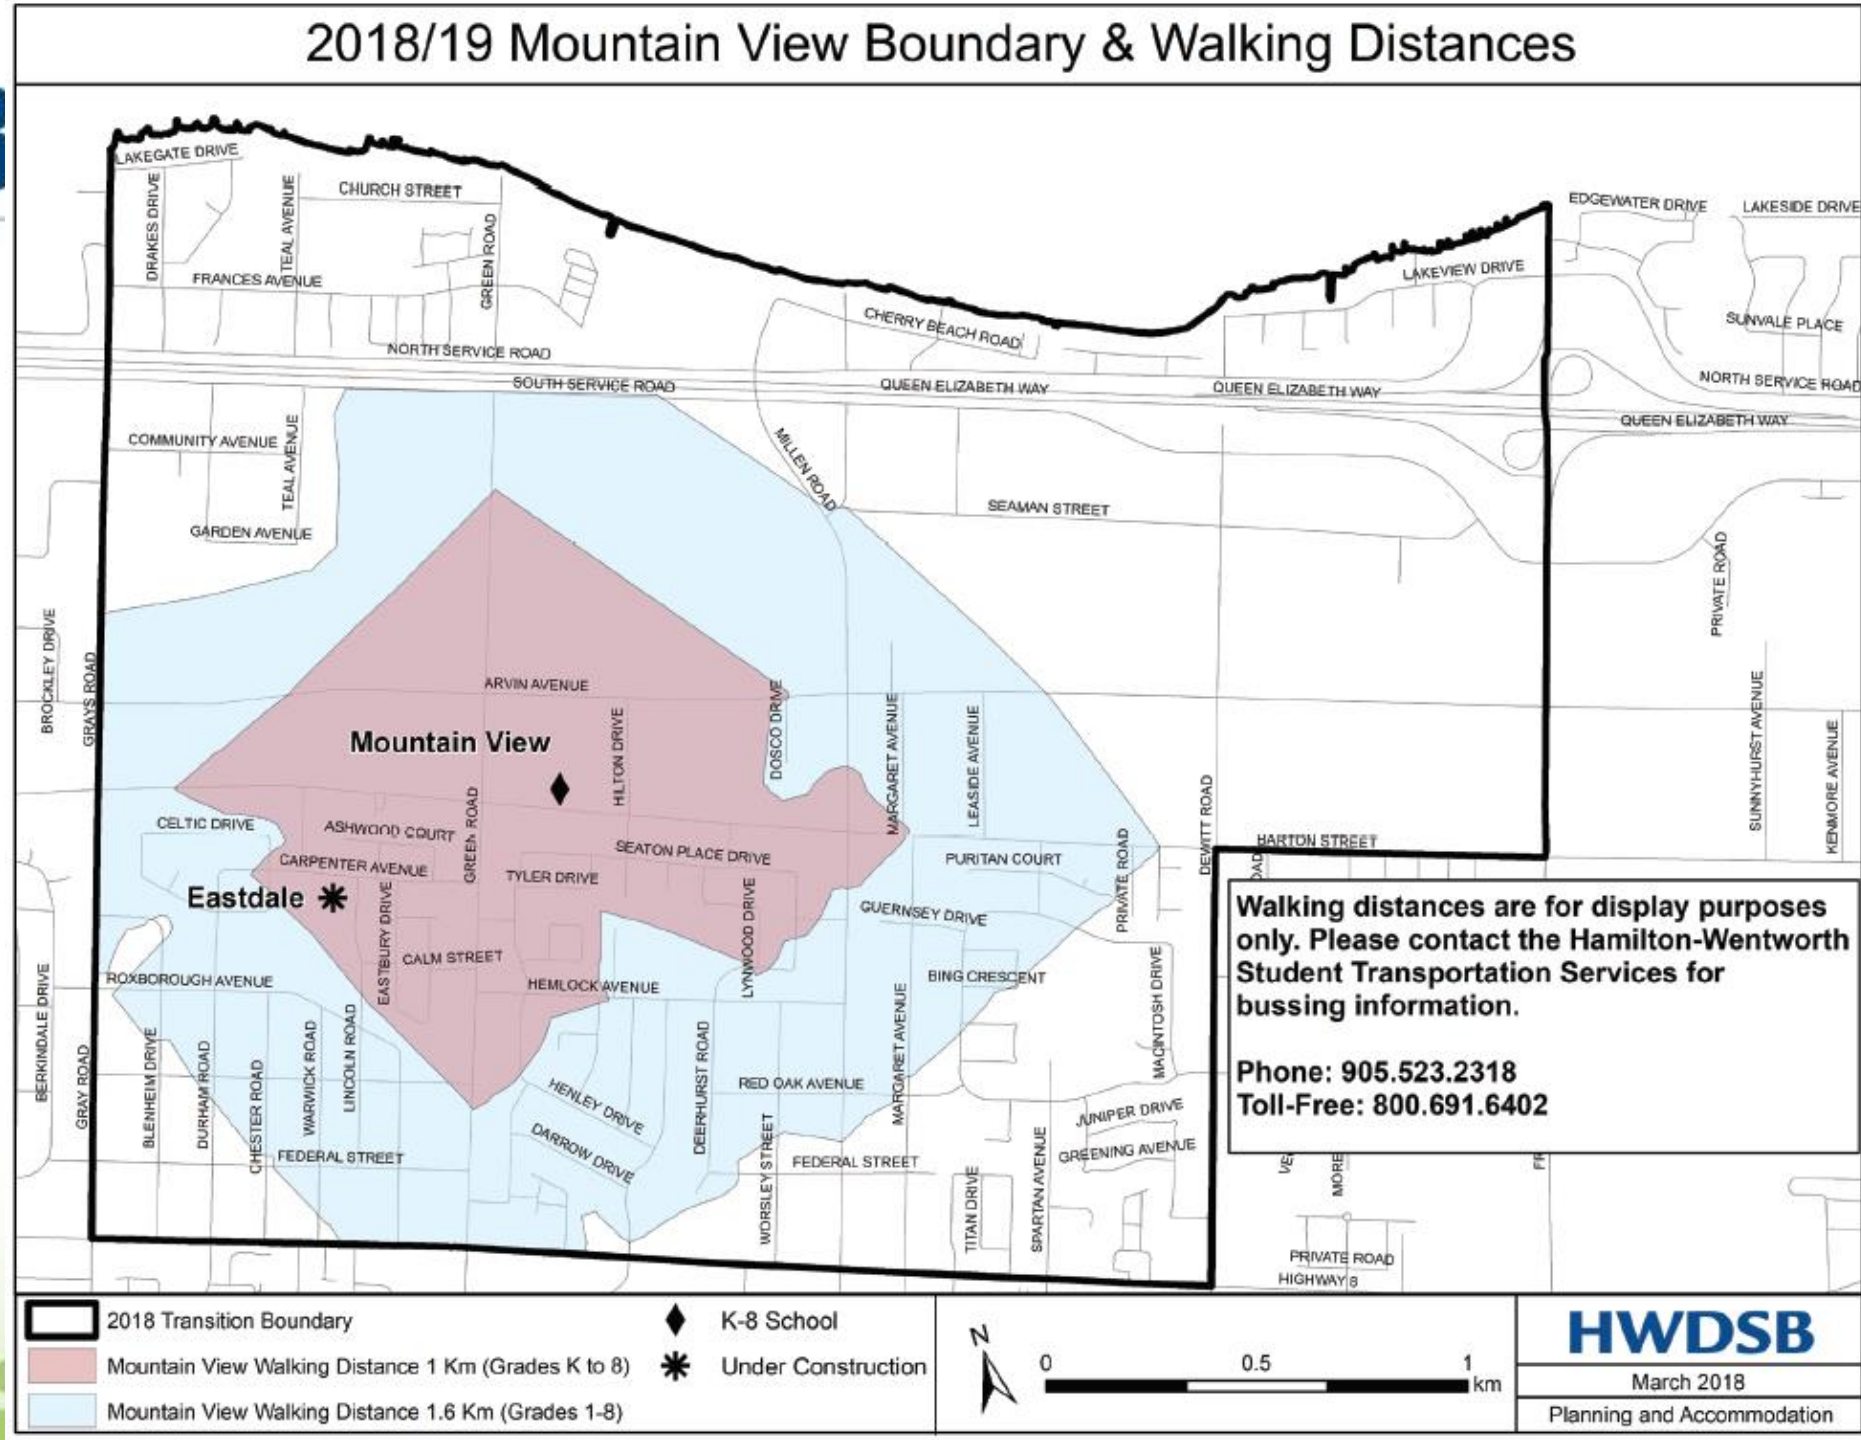 2018/19 Mountain View Boundary & Walking Distances
LAKEGATE DRIVE
CHURCH STREET
EDGEWATER DRIVE
LAKESIDE DRIVE
DRAKES DRIVE
TEAL AVENUE
GREEN ROAD
FRANCES AVENUE
LAKEVIEW DRIVE
CHERRY BEACH ROAD
SUNVALE PLACE
NORTH SERVICE ROAD
SOUTH SERVICE ROAD
QUEEN ELIZABETH WAY
QUEEN ELIZABETH WAY
NORTH SERVICE ROAD
QUEEN ELIZABETH WAY
COMMUNITY AVENUE
TEAL AVENUE
MILLEN ROAD
SEAMAN STREET
GARDEN AVENUE
PRIVATE ROAD
BROCKLEY DRIVE
GRAYS ROAD
ARVIN AVENUE
DOSCO DRIVE
MARGARET AVENUE
LEASIDE AVENUE
SUNNYHURST AVENUE
KENMORE AVENUE
Mountain View
HILTON DRIVE
DEWITT ROAD
CELTIC DRIVE
ASHWOOD COURT
GREEN ROAD
SEATON PLACE DRIVE
PURITAN COURT
PRIVATE ROAD
BARTON STREET
OAD
CARPENTER AVENUE
TYLER DRIVE
Eastdale
EASTBURY DRIVE
LYNWOOD DRIVE
GUERNSEY DRIVE
CALM STREET
HEMLOCK AVENUE
BING CRESCENT
ROXBOROUGH AVENUE
MACINTOSH DRIVE
BERKINDALE DRIVE
GRAY ROAD
BLENHEIM DRIVE
DURHAM ROAD
CHESTER ROAD
WARWICK ROAD
LINCOLN ROAD
HENLEY DRIVE
DARROW DRIVE
DEERHURST ROAD
RED OAK AVENUE
MARGARET AVENUE
WORSLEY STREET
JUNIPER DRIVE
GREENING AVENUE
FEDERAL STREET
FEDERAL STREET
TITAN DRIVE
SPARTAN AVENUE
Walking distances are for display purposes
only. Please contact the Hamilton-Wentworth
Student Transportation Services for
bussing information.
Phone: 905.523.2318
Toll-Free: 800.691.6402
MORE
FR
PRIVATE ROAD
HIGHWAY 8
2018 Transition Boundary
Mountain View Walking Distance 1 Km (Grades K to 8)
Mountain View Walking Distance 1.6 Km (Grades 1-8)
K-8 School
Under Construction
N
0 0.5 1
km
HWDSB
March 2018
Planning and Accommodation